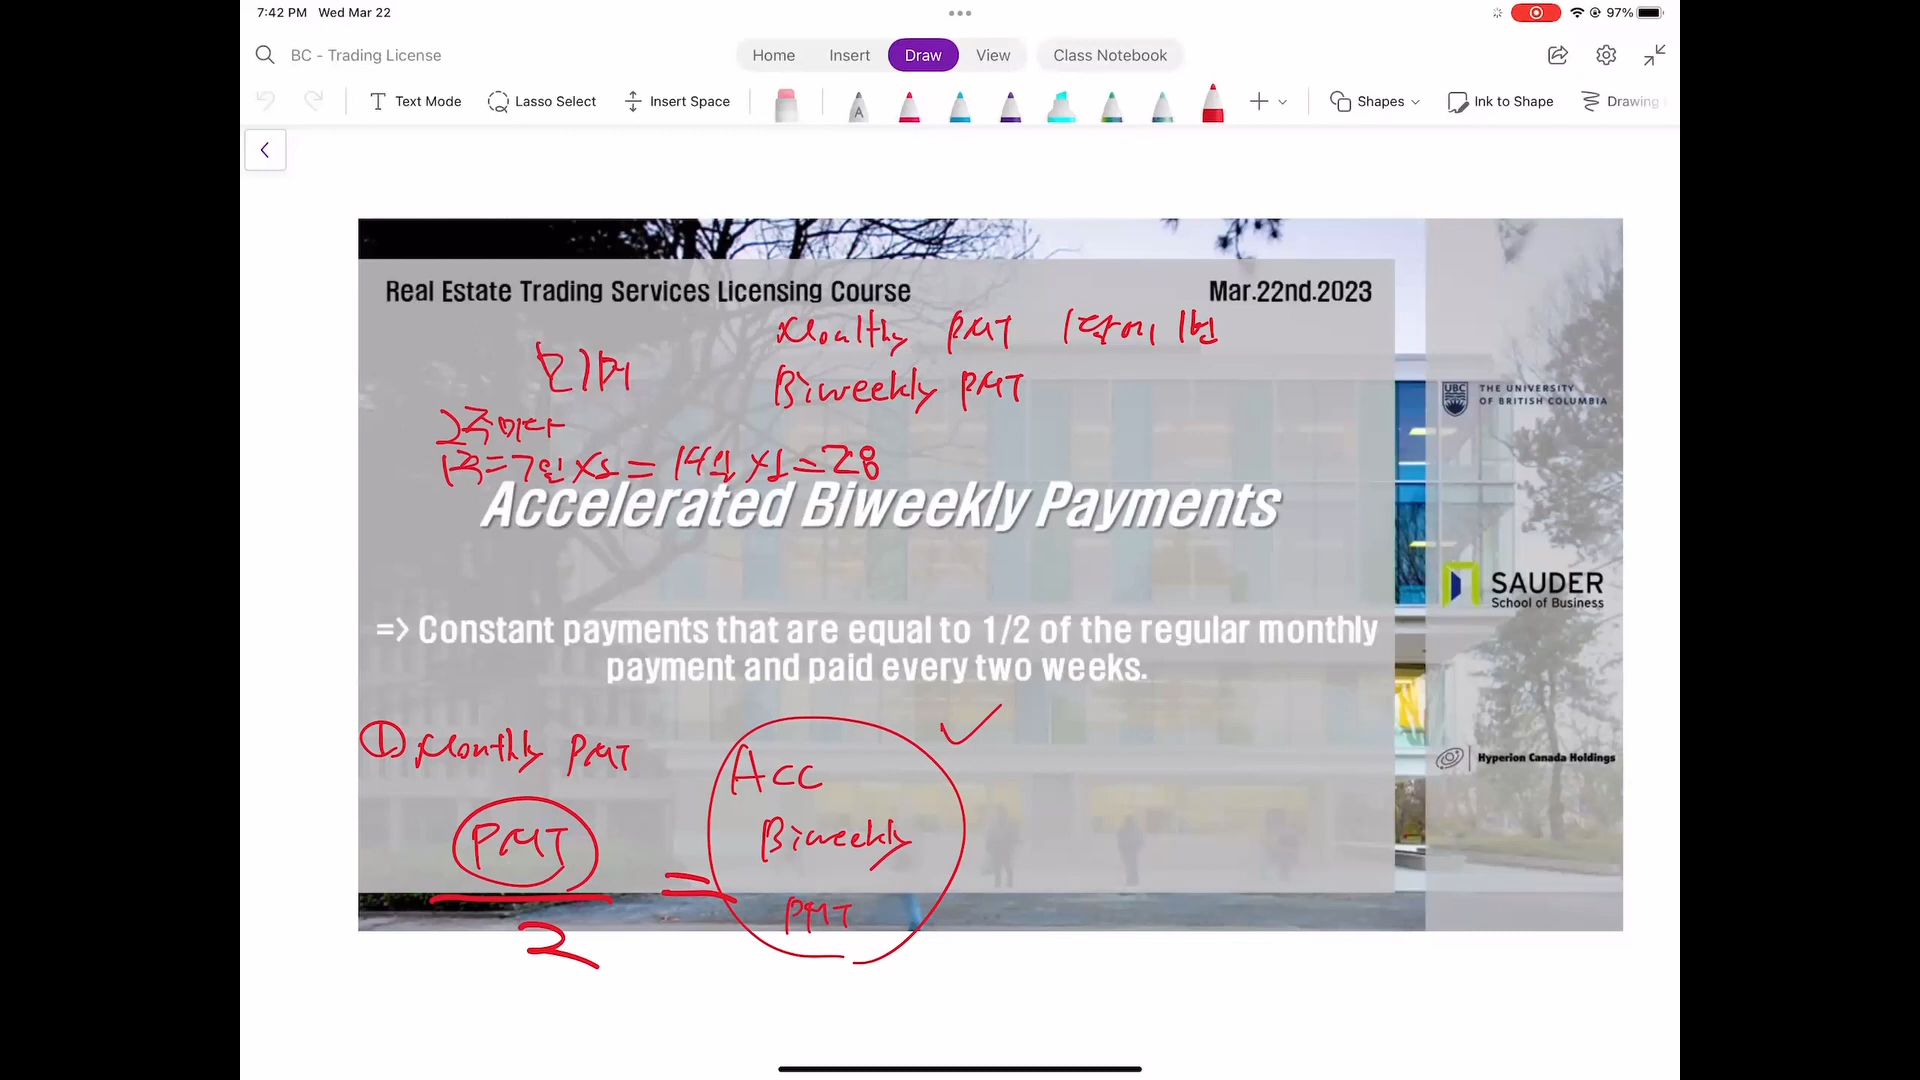 7:42 PM Wed Mar 22
97%
BC - Trading License
Home Insert Draw View Class Notebook
Text Mode Lasso Select Insert Space Shapes Ink to Shape Drawing
Real Estate Trading Services Licensing Course Mar.22nd.2023
Monthly PMT 1달에 1번
Biweekly PMT
2주마다
1주=7일x2=14일x2=28
Accelerated Biweekly Payments
=> Constant payments that are equal to 1/2 of the regular monthly
payment and paid every two weeks.
① Monthly PMT
PMT
2
=
Acc
Biweekly
PMT
UBC
THE UNIVERSITY
OF BRITISH COLUMBIA
SAUDER
School of Business
Hyperion Canada Holdings